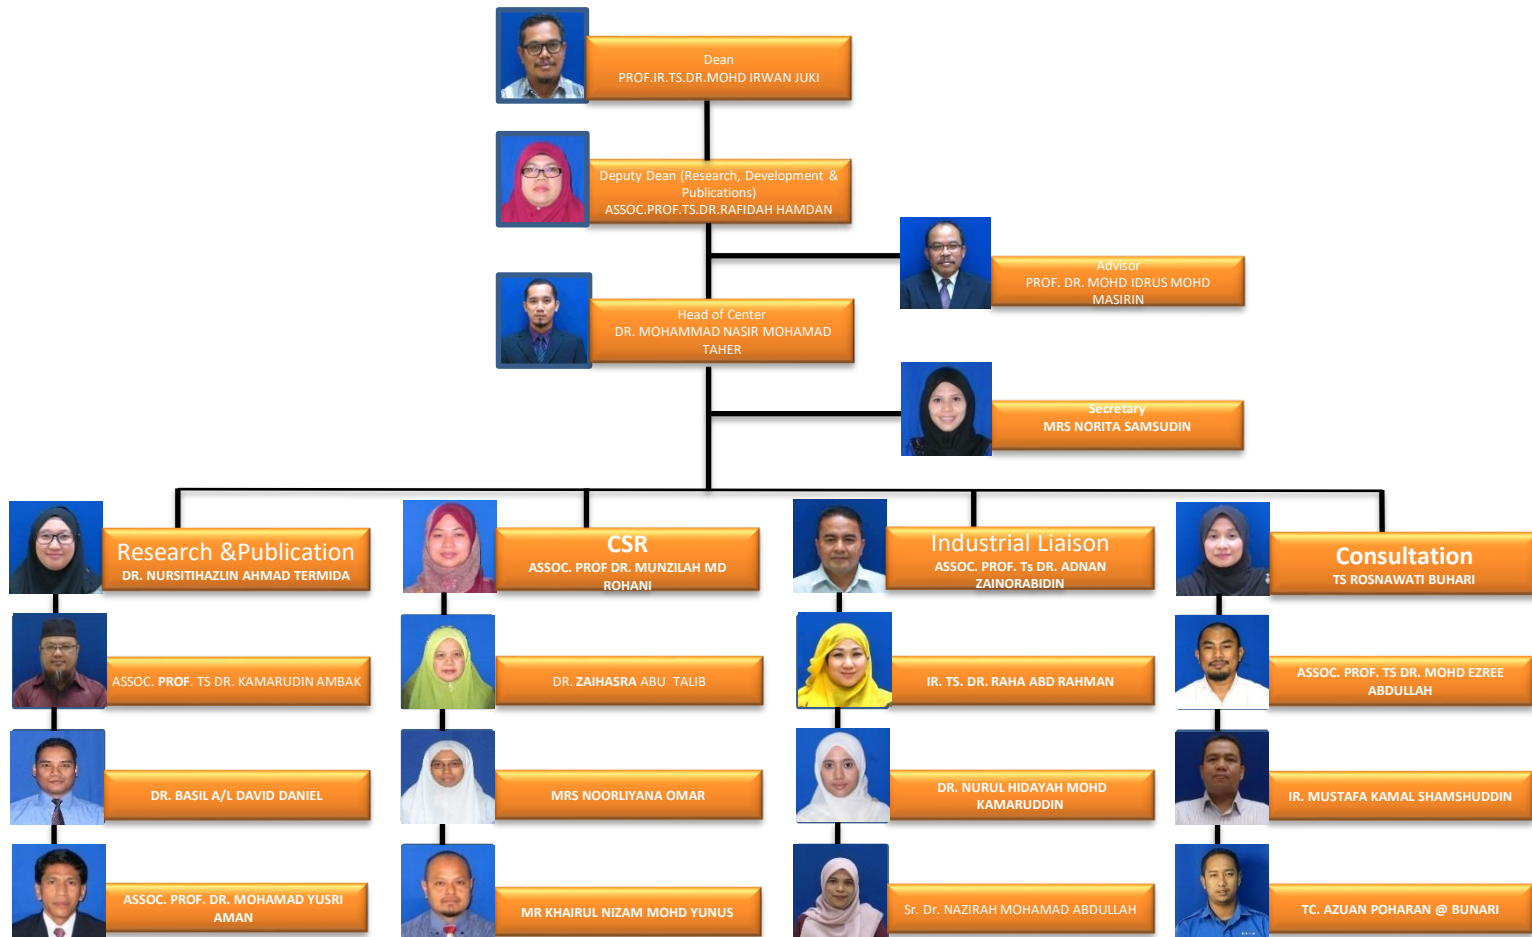 Dean
PROF.IR.TS.DR.MOHD IRWAN JUKI
Deputy Dean (Research, Development &
Publications)
ASSOC.PROF.TS.DR.RAFIDAH HAMDAN
Advisor
PROF. DR. MOHD IDRUS MOHD
MASIRIN
Head of Center
DR. MOHAMMAD NASIR MOHAMAD
TAHER
Secretary
MRS NORITA SAMSUDIN
Research &Publication
DR. NURSITIHAZLIN AHMAD TERMIDA
ASSOC. PROF. TS DR. KAMARUDIN AMBAK
DR. BASIL A/L DAVID DANIEL
ASSOC. PROF. DR. MOHAMAD YUSRI
AMAN
CSR
ASSOC. PROF DR. MUNZILAH MD
ROHANI
DR. ZAIHASRA ABU TALIB
MRS NOORLIYANA OMAR
MR KHAIRUL NIZAM MOHD YUNUS
Industrial Liaison
ASSOC. PROF. Ts DR. ADNAN
ZAINORABIDIN
IR. TS. DR. RAHA ABD RAHMAN
DR. NURUL HIDAYAH MOHD
KAMARUDDIN
Sr. Dr. NAZIRAH MOHAMAD ABDULLAH
Consultation
TS ROSNAWATI BUHARI
ASSOC. PROF. TS DR. MOHD EZREE
ABDULLAH
IR. MUSTAFA KAMAL SHAMSHUDDIN
TC. AZUAN POHARAN @ BUNARI